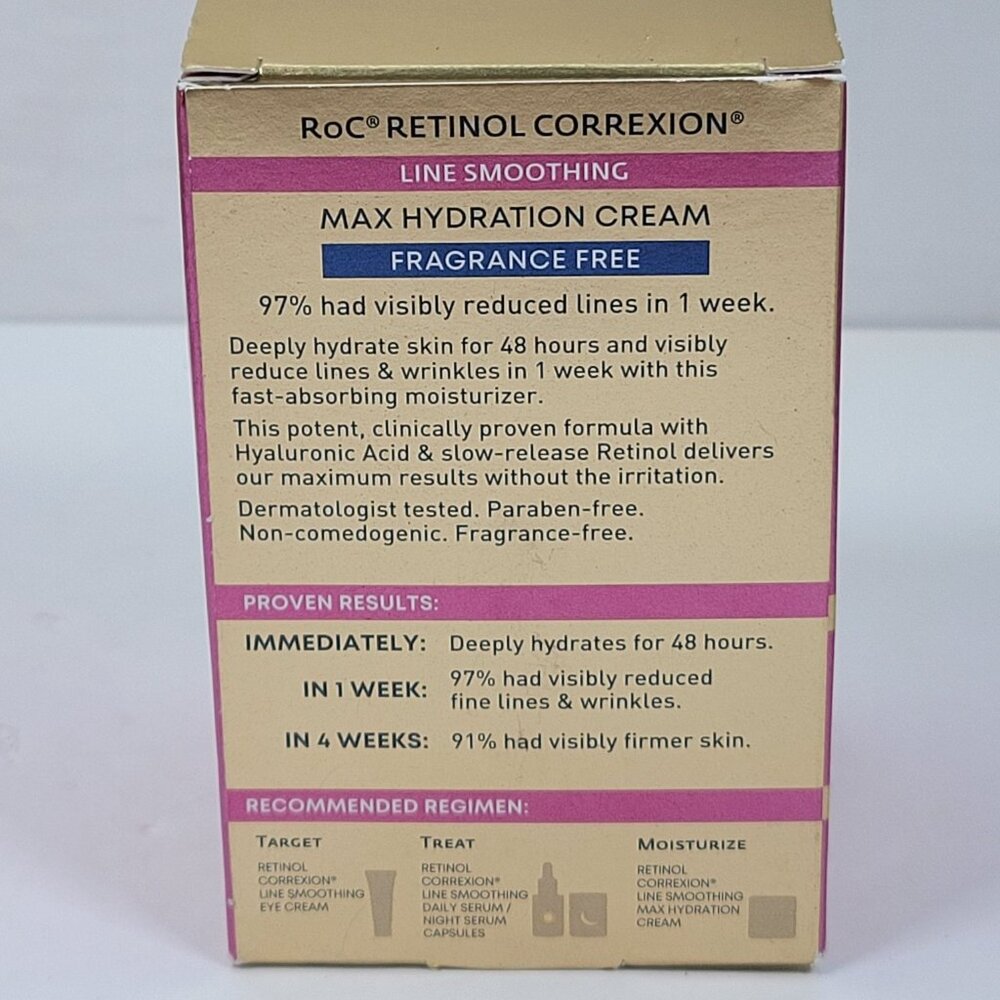 RoC® RETINOL CORREXION®
LINE SMOOTHING
MAX HYDRATION CREAM
FRAGRANCE FREE
97% had visibly reduced lines in 1 week.
Deeply hydrate skin for 48 hours and visibly
reduce lines & wrinkles in 1 week with this
fast-absorbing moisturizer.
This potent, clinically proven formula with
Hyaluronic Acid & slow-release Retinol delivers
our maximum results without the irritation.
Dermatologist tested. Paraben-free.
Non-comedogenic. Fragrance-free.
PROVEN RESULTS:
IMMEDIATELY: Deeply hydrates for 48 hours.
IN 1 WEEK: 97% had visibly reduced
fine lines & wrinkles.
IN 4 WEEKS: 91% had visibly firmer skin.
RECOMMENDED REGIMEN:
TARGET
RETINOL
CORREXION®
LINE SMOOTHING
EYE CREAM
TREAT
RETINOL
CORREXION®
LINE SMOOTHING
DAILY SERUM /
NIGHT SERUM
CAPSULES
MOISTURIZE
RETINOL
CORREXION®
LINE SMOOTHING
MAX HYDRATION
CREAM